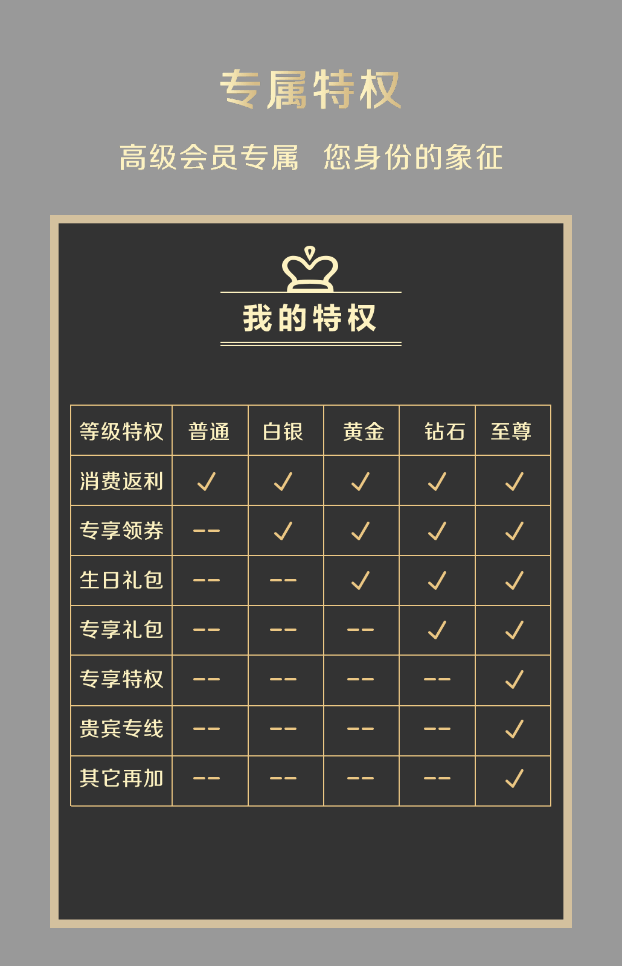 专属特权
高级会员专属 您身份的象征
我的特权
等级特权 普通 白银 黄金 钻石 至尊
消费返利 ✓ ✓ ✓ ✓ ✓
专享领券 -- ✓ ✓ ✓ ✓
生日礼包 -- -- ✓ ✓ ✓
专享礼包 -- -- -- ✓ ✓
专享特权 -- -- -- -- ✓
贵宾专线 -- -- -- -- ✓
其它再加 -- -- -- -- ✓